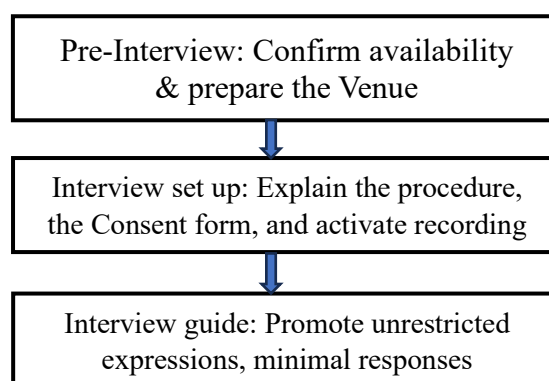 Pre-Interview: Confirm availability
& prepare the Venue
Interview set up: Explain the procedure,
the Consent form, and activate recording
Interview guide: Promote unrestricted
expressions, minimal responses